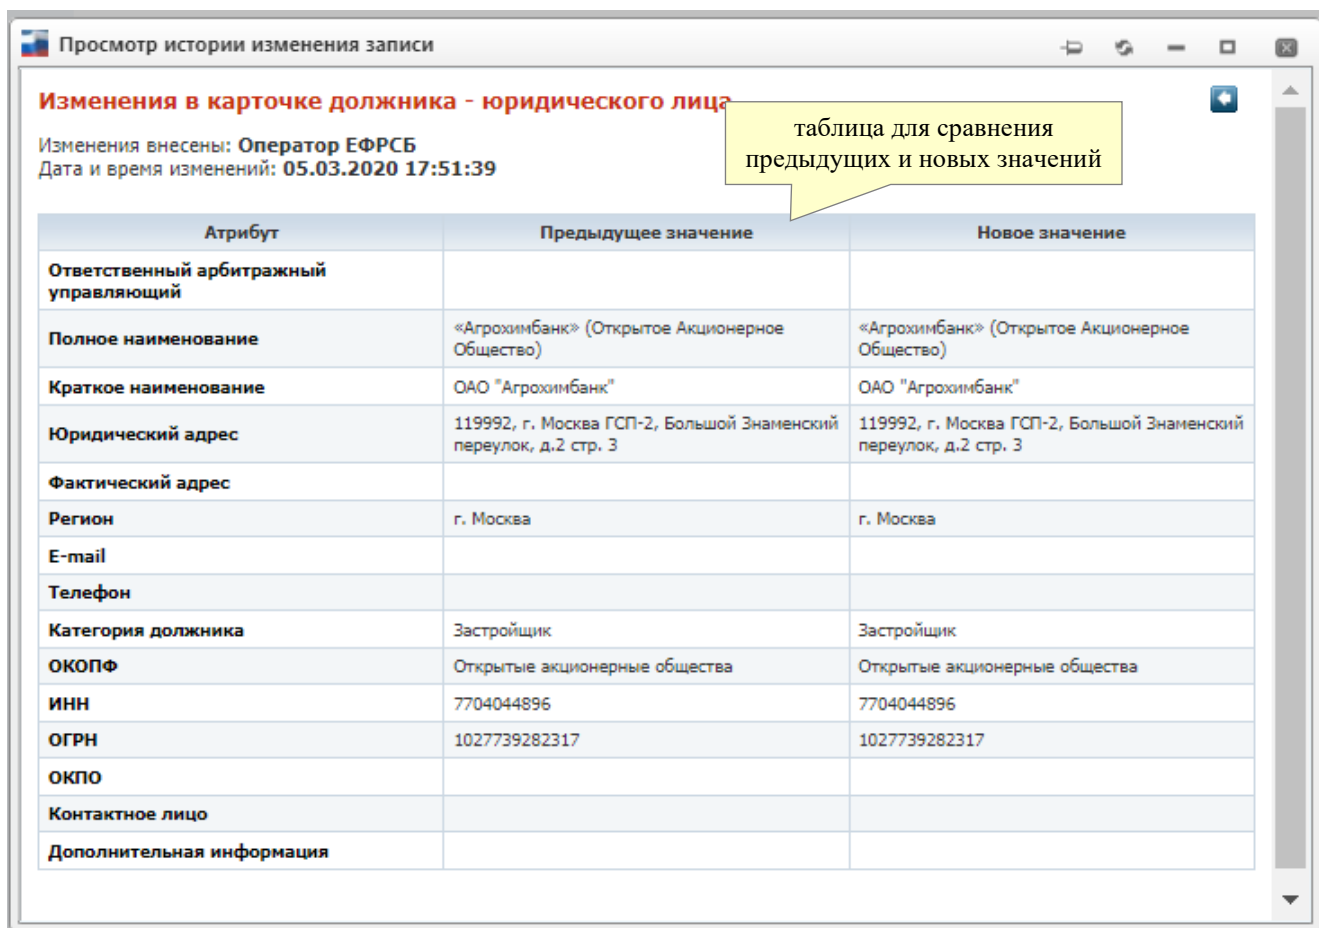 Просмотр истории изменения записи
Изменения в карточке должника - юридического лица
таблица для сравнения
предыдущих и новых значений
Изменения внесены: Оператор ЕФРСБ
Дата и время изменений: 05.03.2020 17:51:39
Атрибут Предыдущее значение Новое значение
Ответственный арбитражный
управляющий
Полное наименование
«Агрохимбанк» (Открытое Акционерное
Общество)
«Агрохимбанк» (Открытое Акционерное
Общество)
Краткое наименование ОАО "Агрохимбанк" ОАО "Агрохимбанк"
Юридический адрес
119992, г. Москва ГСП-2, Большой Знаменский
переулок, д.2 стр. 3
119992, г. Москва ГСП-2, Большой Знаменский
переулок, д.2 стр. 3
Фактический адрес
Регион г. Москва г. Москва
E-mail
Телефон
Категория должника Застройщик Застройщик
ОКОПФ Открытые акционерные общества Открытые акционерные общества
ИНН 7704044896 7704044896
ОГРН 1027739282317 1027739282317
ОКПО
Контактное лицо
Дополнительная информация